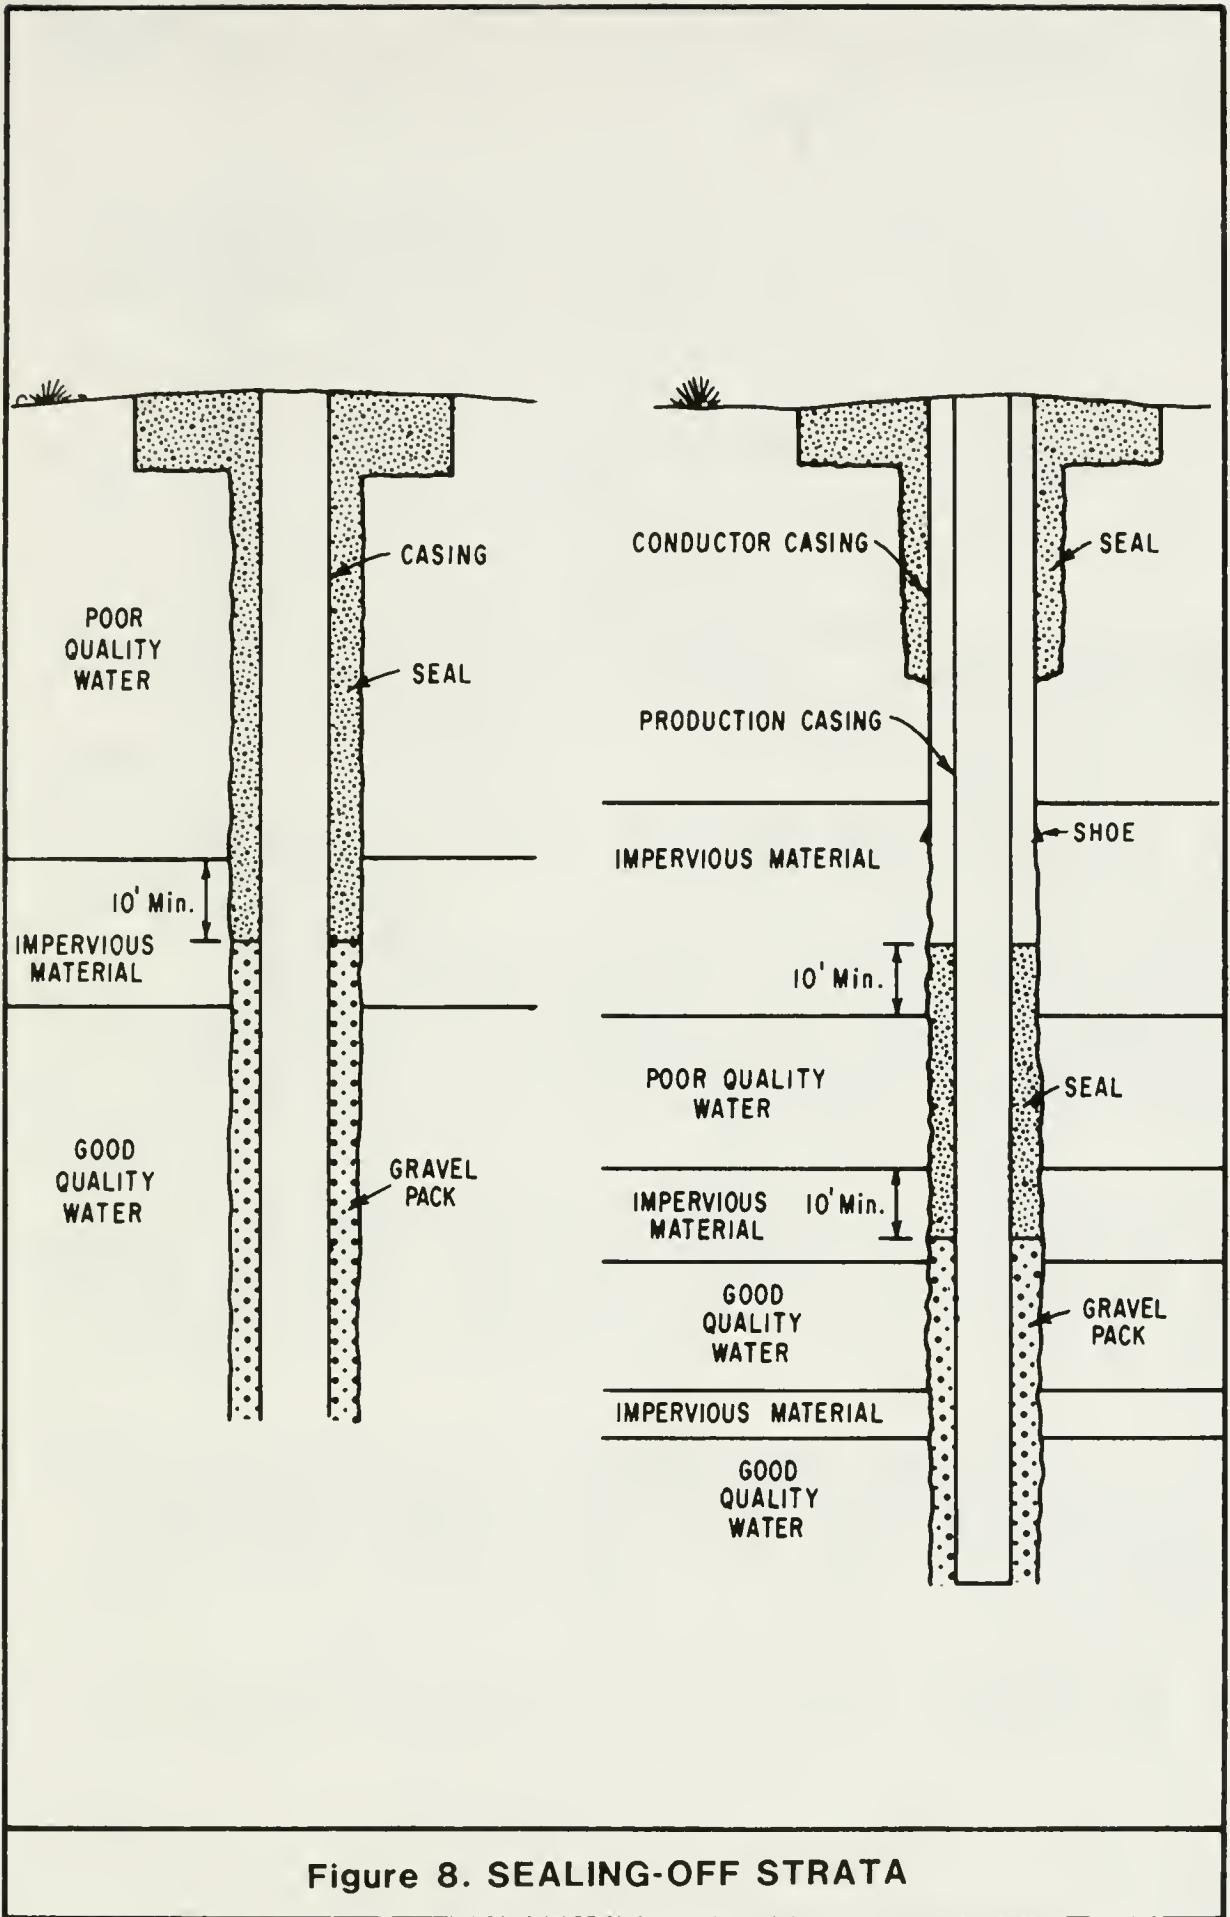 CASING
POOR
QUALITY
WATER
SEAL
10' Min.
IMPERVIOUS
MATERIAL
GOOD
QUALITY
WATER
GRAVEL
PACK
CONDUCTOR CASING
SEAL
PRODUCTION CASING
SHOE
IMPERVIOUS MATERIAL
10' Min.
POOR QUALITY
WATER
SEAL
IMPERVIOUS
MATERIAL
10' Min.
GOOD
QUALITY
WATER
GRAVEL
PACK
IMPERVIOUS MATERIAL
GOOD
QUALITY
WATER
Figure 8. SEALING-OFF STRATA